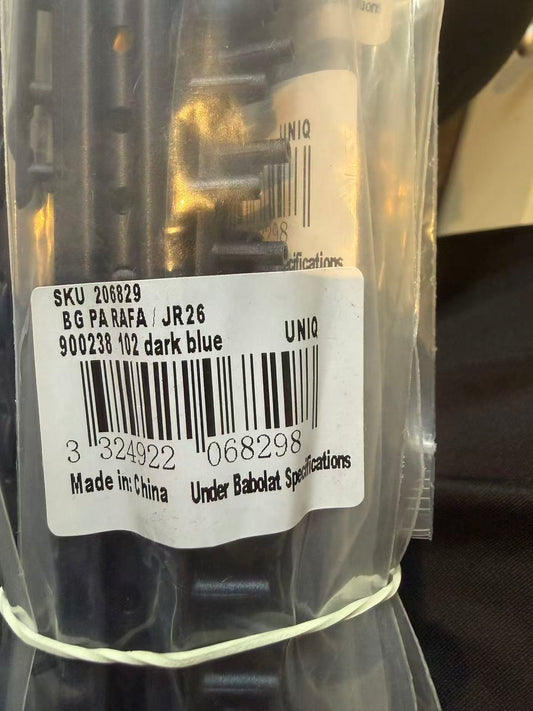 UNIQ
SKU 206829
BG PA RAFA / JR26
900238 102 dark blue UNIQ
3 324922 068298
Made in: China Under Babolat Specifications